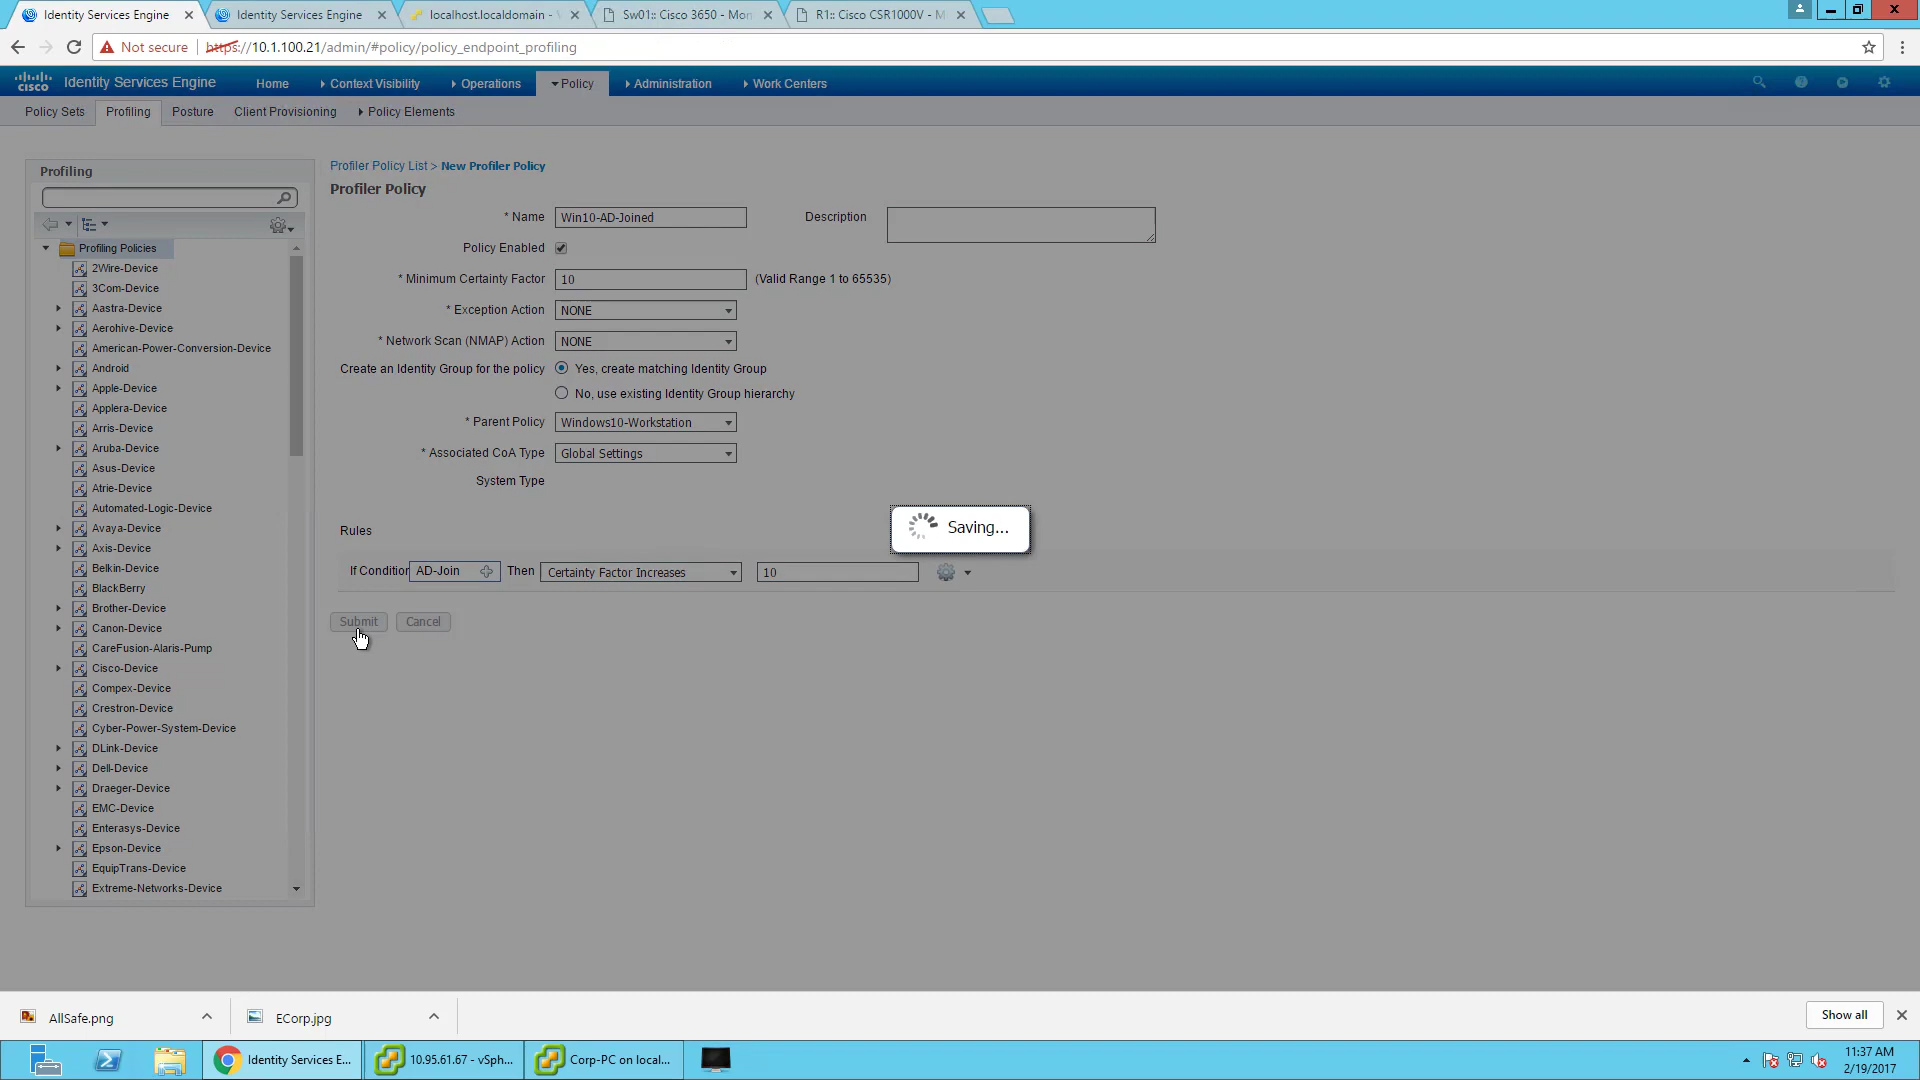 Identity Services Engine
Identity Services Engine
localhost.localdomain -
Sw01:: Cisco 3650 - Mon
R1:: Cisco CSR1000V - M
Not secure
https://10.1.100.21/admin/#policy/policy_endpoint_profiling
cisco
Identity Services Engine
Home
Context Visibility
Operations
Policy
Administration
Work Centers
Policy Sets
Profiling
Posture
Client Provisioning
Policy Elements
Profiling
Profiling Policies
2Wire-Device
3Com-Device
Aastra-Device
Aerohive-Device
American-Power-Conversion-Device
Android
Apple-Device
Applera-Device
Arris-Device
Aruba-Device
Asus-Device
Atrie-Device
Automated-Logic-Device
Avaya-Device
Axis-Device
Belkin-Device
BlackBerry
Brother-Device
Canon-Device
CareFusion-Alaris-Pump
Cisco-Device
Compex-Device
Crestron-Device
Cyber-Power-System-Device
DLink-Device
Dell-Device
Draeger-Device
EMC-Device
Enterasys-Device
Epson-Device
EquipTrans-Device
Extreme-Networks-Device
Profiler Policy List > New Profiler Policy
Profiler Policy
* Name Win10-AD-Joined Description
Policy Enabled
* Minimum Certainty Factor 10 (Valid Range 1 to 65535)
* Exception Action NONE
* Network Scan (NMAP) Action NONE
Create an Identity Group for the policy Yes, create matching Identity Group
No, use existing Identity Group hierarchy
* Parent Policy Windows10-Workstation
* Associated CoA Type Global Settings
System Type
Rules
Saving...
If Condition AD-Join Then Certainty Factor Increases 10
Submit Cancel
AllSafe.png
ECorp.jpg
Show all
Identity Services E...
10.95.61.67 - vSph...
Corp-PC on local...
11:37 AM
2/19/2017